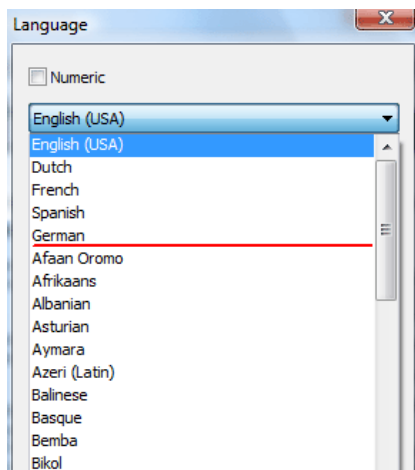 Language
Numeric
English (USA)
English (USA)
Dutch
French
Spanish
German
Afaan Oromo
Afrikaans
Albanian
Asturian
Aymara
Azeri (Latin)
Balinese
Basque
Bemba
Bikol